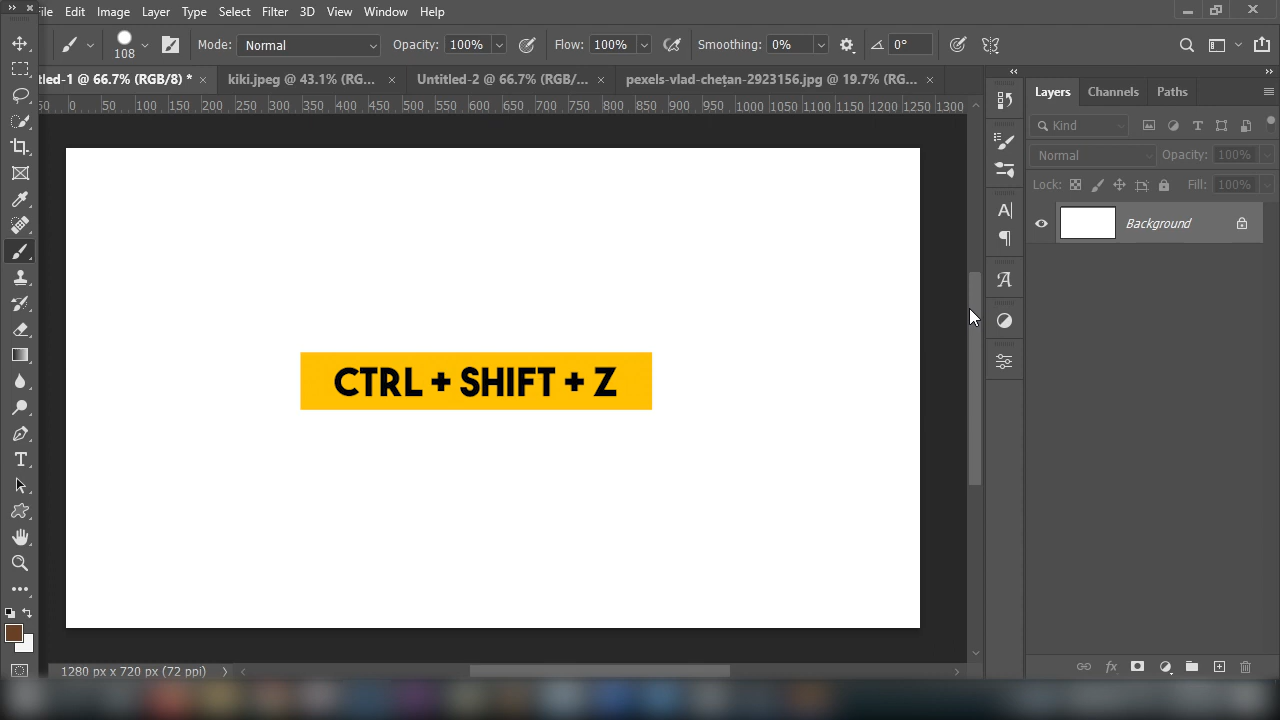 File Edit Image Layer Type Select Filter 3D View Window Help
108 Mode: Normal Opacity: 100% Flow: 100% Smoothing: 0% 0°
tled-1 @ 66.7% (RGB/8) * × kiki.jpeg @ 43.1% (RG... × Untitled-2 @ 66.7% (RGB/... × pexels-vlad-chețan-2923156.jpg @ 19.7% (RG... ×
50 0 50 100 150 200 250 300 350 400 450 500 550 600 650 700 750 800 850 900 950 1000 1050 1100 1150 1200 1250 1300
Layers Channels Paths
Kind
Normal Opacity: 100%
Lock: Fill: 100%
Background
CTRL + SHIFT + Z
1280 px x 720 px (72 ppi)